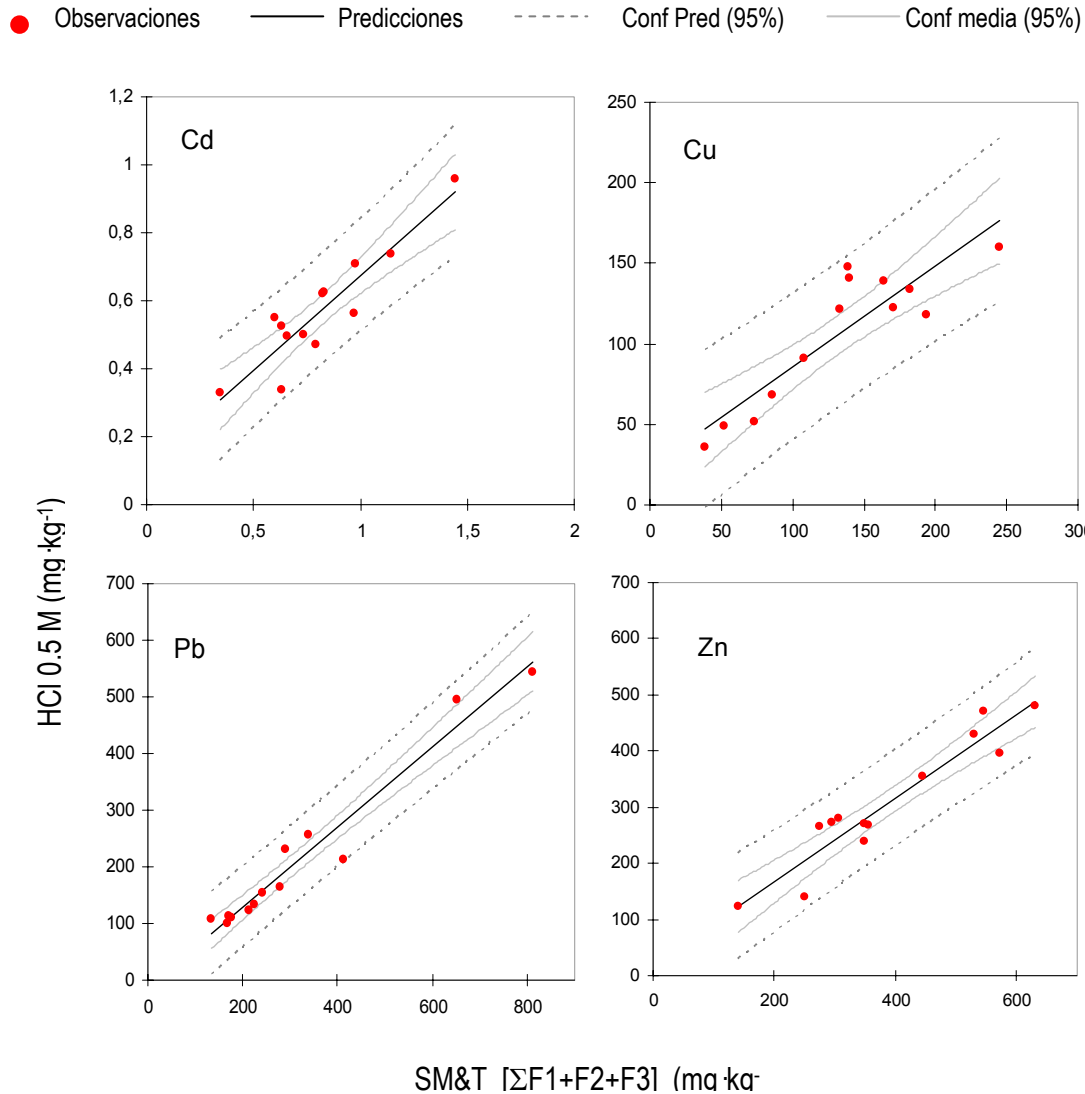 Observaciones Predicciones Conf Pred (95%) Conf media (95%)
1,2
1
0,8
0,6
0,4
0,2
0
Cd
0 0,5 1 1,5 2
250
200
150
100
50
0
Cu
0 50 100 150 200 250 300
HCl 0.5 M (mg·kg-1)
700
600
500
400
300
200
100
0
Pb
0 200 400 600 800
700
600
500
400
300
200
100
0
Zn
0 200 400 600
SM&T [ΣF1+F2+F3] (mg·kg-